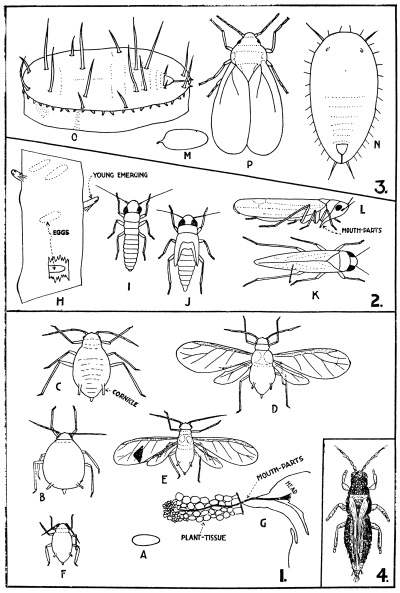 O
M
P
N
3.
YOUNG EMERGING
EGGS
H
I
J
L
MOUTH-PARTS
K
2.
C
CORNICLE
D
B
E
MOUTH-PARTS
HEAD
G
PLANT-TISSUE
F
A
1.
4.